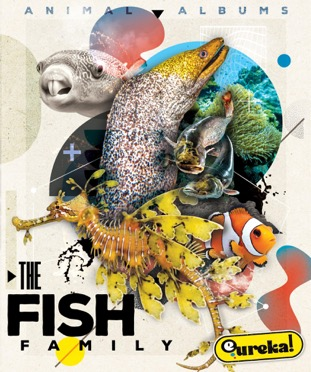 ANIMAL ALBUMS
THE
FISH
FAMILY
eureka!